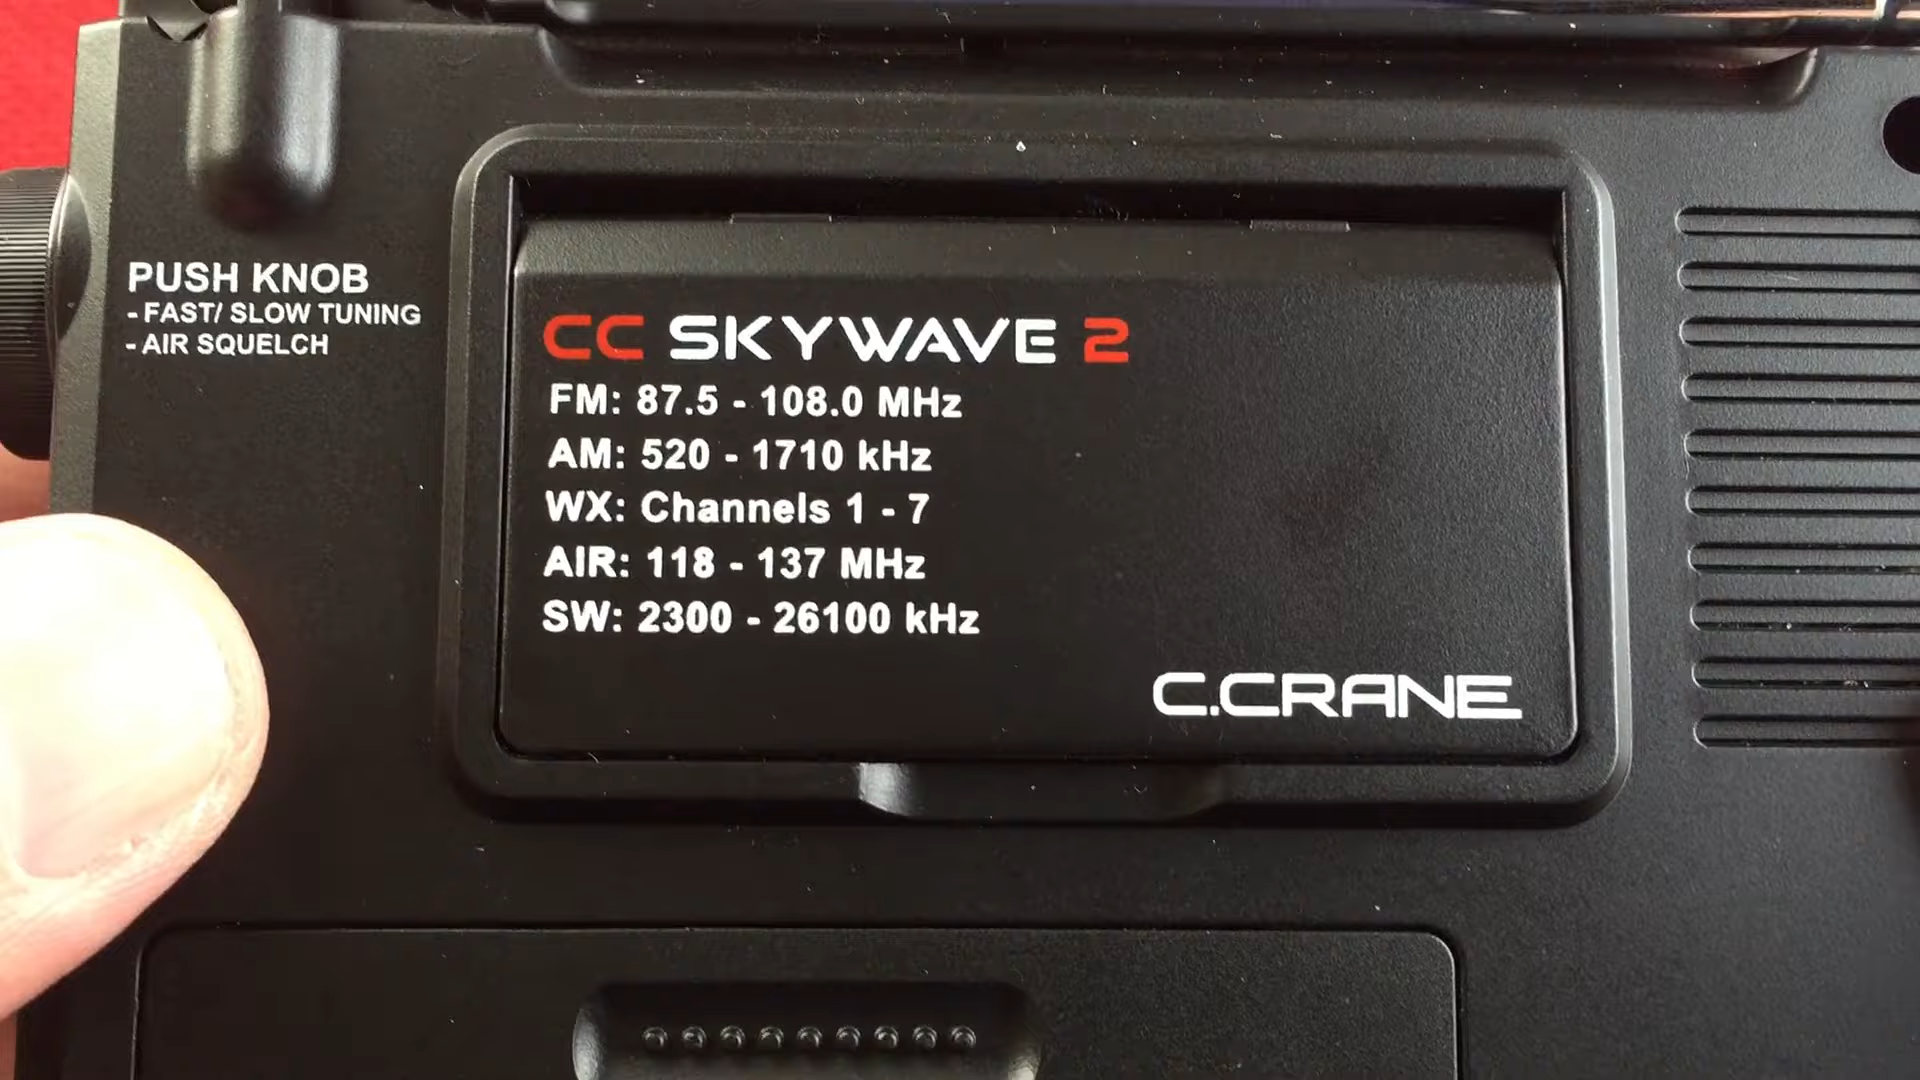 PUSH KNOB
- FAST/ SLOW TUNING
- AIR SQUELCH
CC SKYWAVE 2
FM: 87.5 - 108.0 MHz
AM: 520 - 1710 kHz
WX: Channels 1 - 7
AIR: 118 - 137 MHz
SW: 2300 - 26100 kHz
C.CRANE